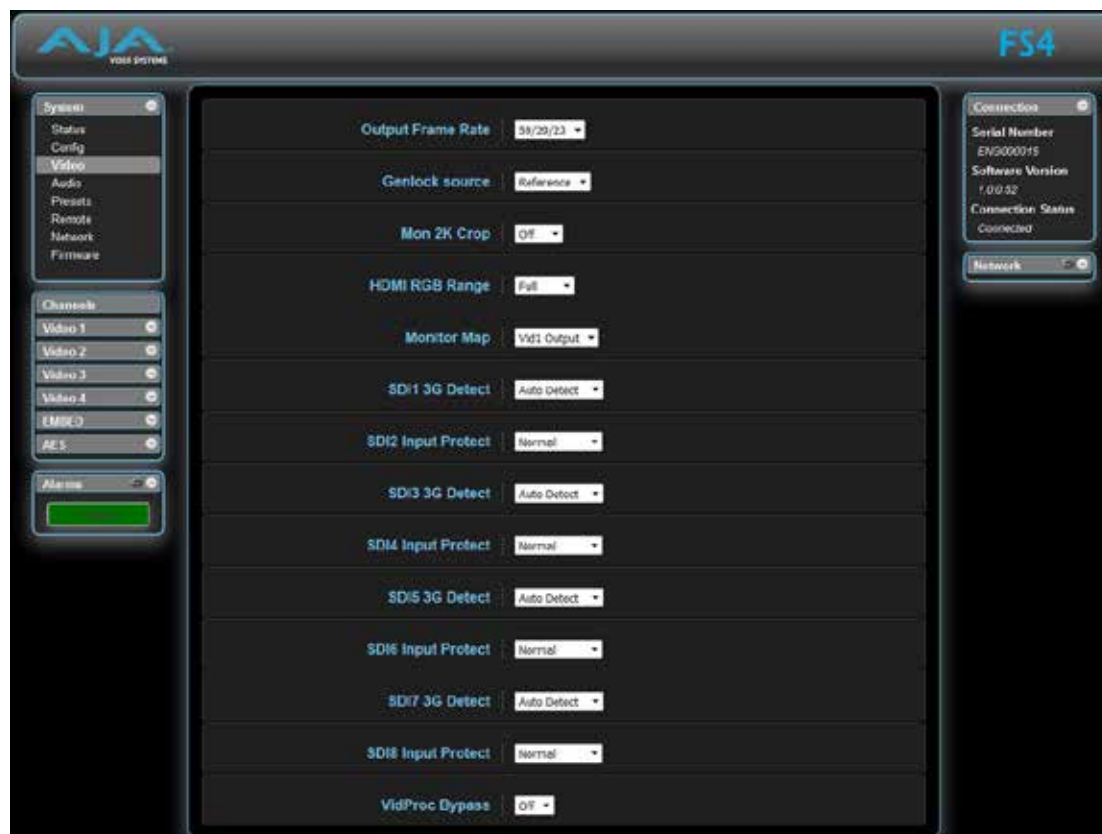 AJA
VIDEO SYSTEMS
FS4
System
Status
Config
Video
Audio
Presets
Remote
Network
Firmware
Channels
Video 1
Video 2
Video 3
Video 4
EMBED
AES
Alarms
Output Frame Rate
59/29/23
Genlock source
Reference
Mon 2K Crop
Off
HDMI RGB Range
Full
Monitor Map
Vid1 Output
SDI1 3G Detect
Auto Detect
SDI2 Input Protect
Normal
SDI3 3G Detect
Auto Detect
SDI4 Input Protect
Normal
SDI5 3G Detect
Auto Detect
SDI6 Input Protect
Normal
SDI7 3G Detect
Auto Detect
SDI8 Input Protect
Normal
VidProc Bypass
Off
Connection
Serial Number
ENG000015
Software Version
1.0.0.52
Connection Status
Connected
Network